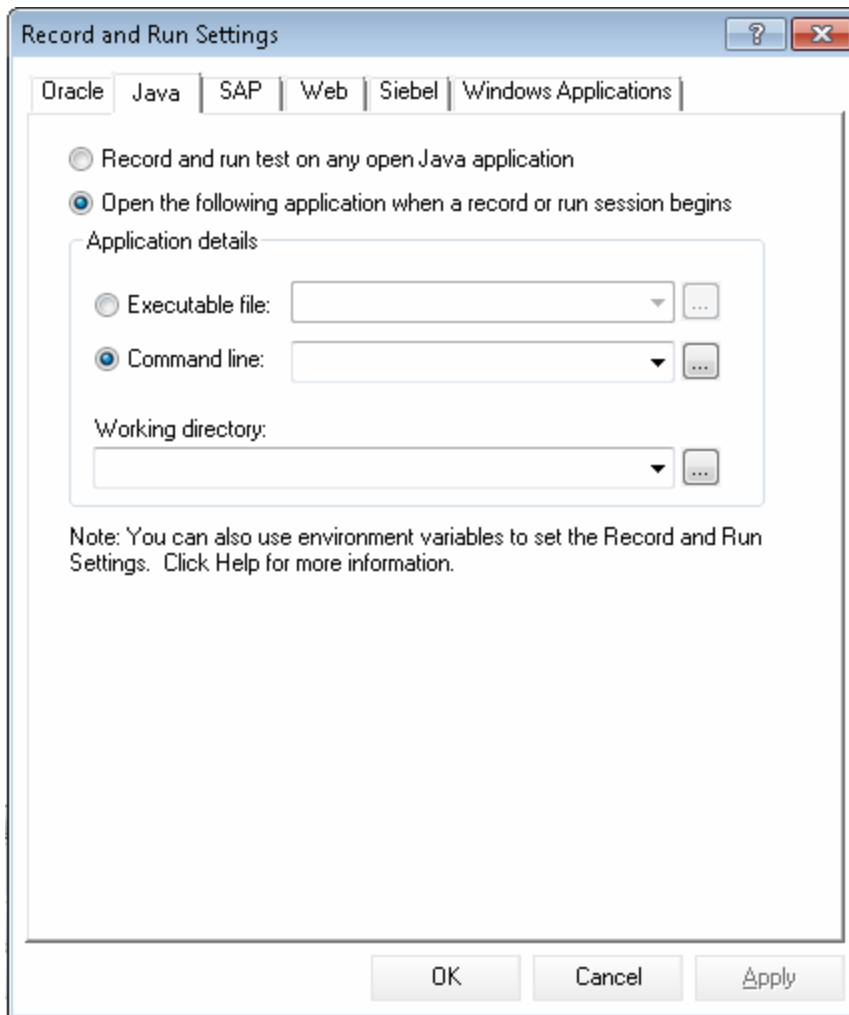 Record and Run Settings
Oracle Java SAP Web Siebel Windows Applications
Record and run test on any open Java application
Open the following application when a record or run session begins
Application details
Executable file:
...
Command line:
...
Working directory:
...
Note: You can also use environment variables to set the Record and Run
Settings. Click Help for more information.
OK Cancel Apply